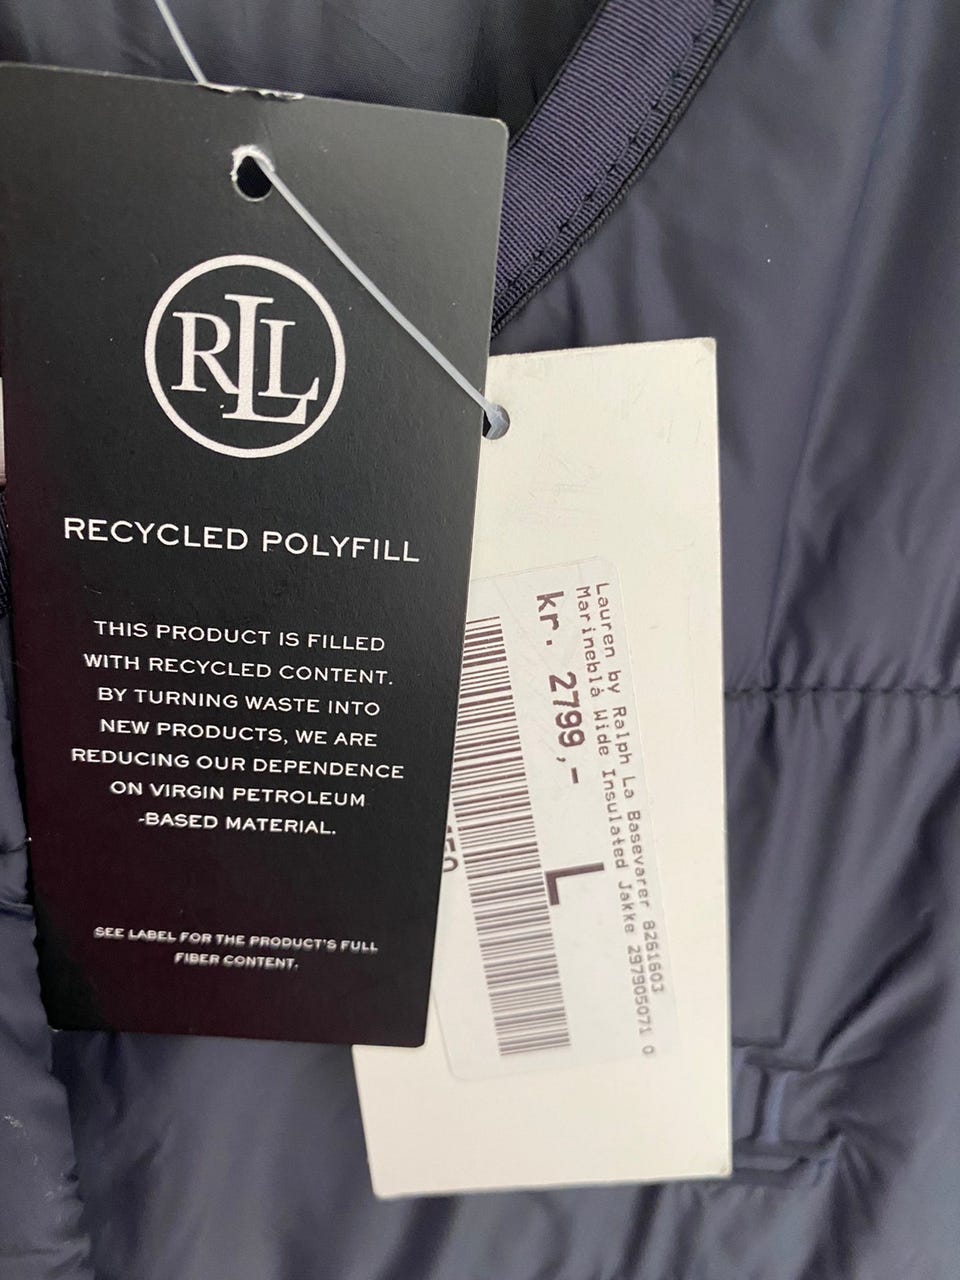 RLL
RECYCLED POLYFILL
THIS PRODUCT IS FILLED
WITH RECYCLED CONTENT.
BY TURNING WASTE INTO
NEW PRODUCTS, WE ARE
REDUCING OUR DEPENDENCE
ON VIRGIN PETROLEUM
-BASED MATERIAL.
SEE LABEL FOR THE PRODUCT'S FULL
FIBER CONTENT.
Lauren by Ralph La Basevarer 8261603
Marineblå Wide Insulated Jakke 297905071 0
kr. 2799,-
L